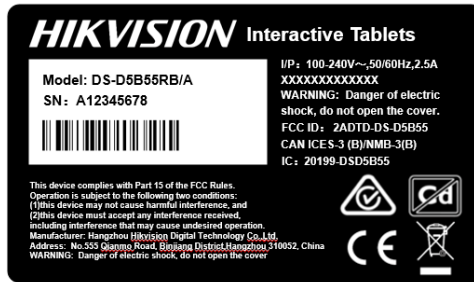 HIKVISION Interactive Tablets
Model: DS-D5B55RB/A
SN: A12345678
I/P: 100-240V~,50/60Hz,2.5A
XXXXXXXXXXXXX
WARNING: Danger of electric
shock, do not open the cover.
FCC ID: 2ADTD-DS-D5B55
CAN ICES-3 (B)/NMB-3(B)
IC: 20199-DSD5B55
This device complies with Part 15 of the FCC Rules.
Operation is subject to the following two conditions:
(1)this device may not cause harmful interference, and
(2)this device must accept any interference received,
including interference that may cause undesired operation.
Manufacturer: Hangzhou Hikvision Digital Technology Co.,Ltd.
Address: No.555 Qianmo Road, Binjiang District,Hangzhou 310052, China
WARNING: Danger of electric shock, do not open the cover
Cd
CE